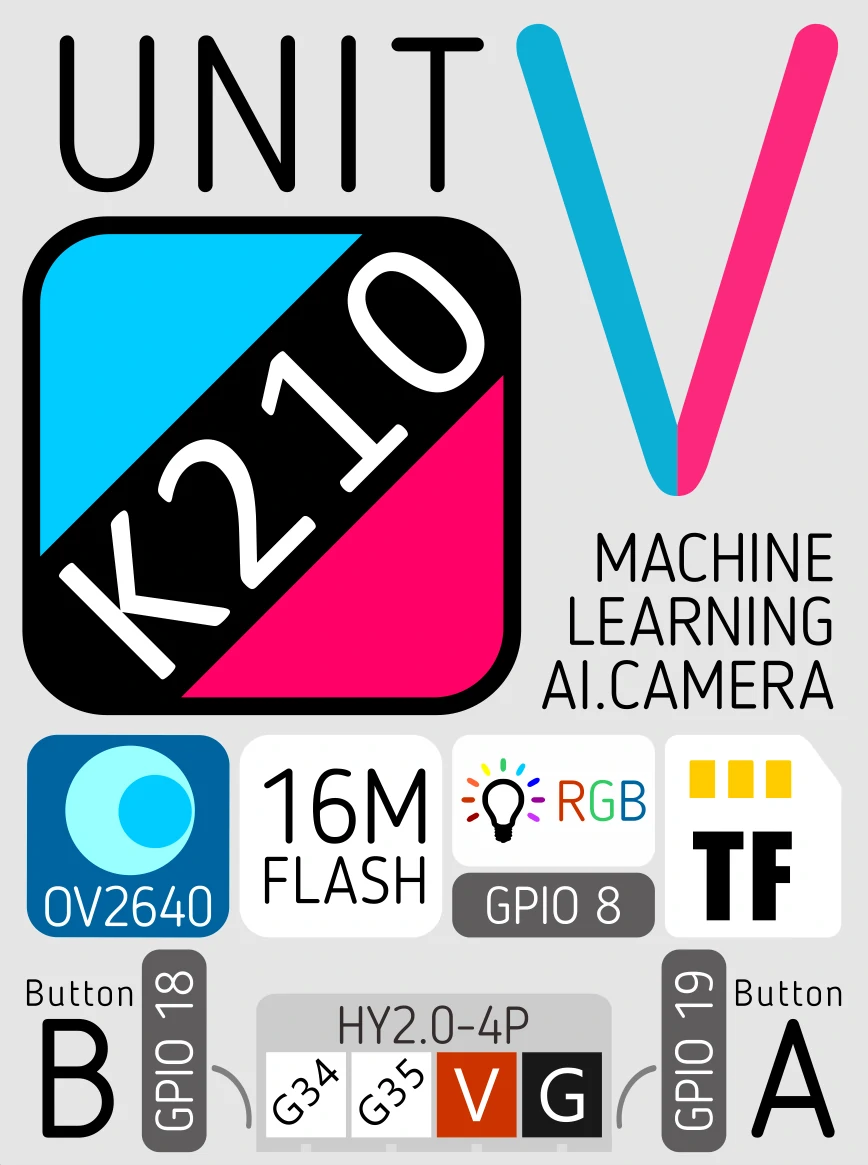 UNIT V
K210
MACHINE
LEARNING
AI.CAMERA
OV2640
16M
FLASH
RGB
GPIO 8
TF
Button
B
GPIO 18
HY2.0-4P
G34 G35 V G
GPIO 19
Button
A